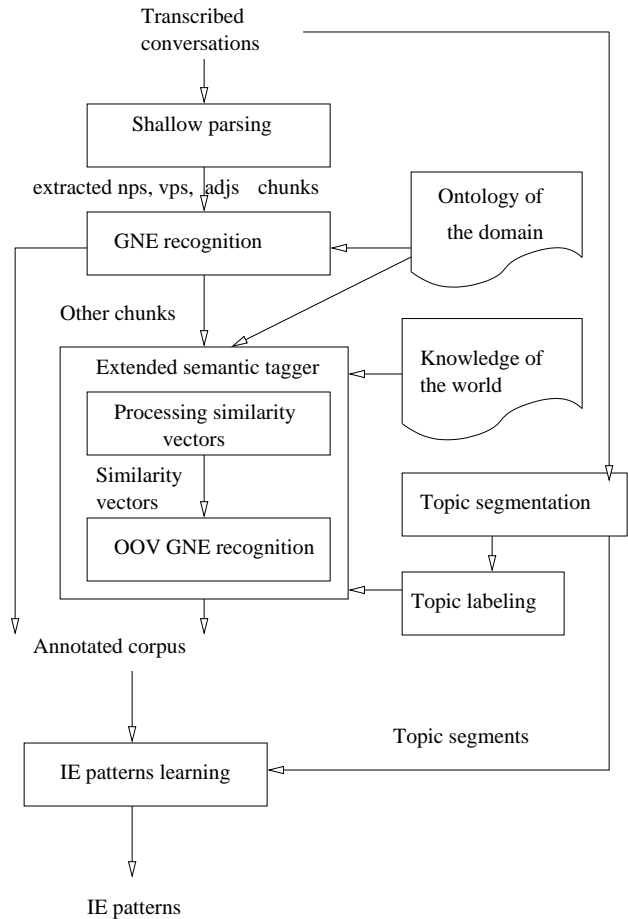 Transcribed
conversations
Shallow parsing
extracted nps, vps, adjs chunks
Ontology of
the domain
GNE recognition
Other chunks
Extended semantic tagger
Knowledge of
the world
Processing similarity
vectors
Similarity
vectors
Topic segmentation
OOV GNE recognition
Topic labeling
Annotated corpus
Topic segments
IE patterns learning
IE patterns